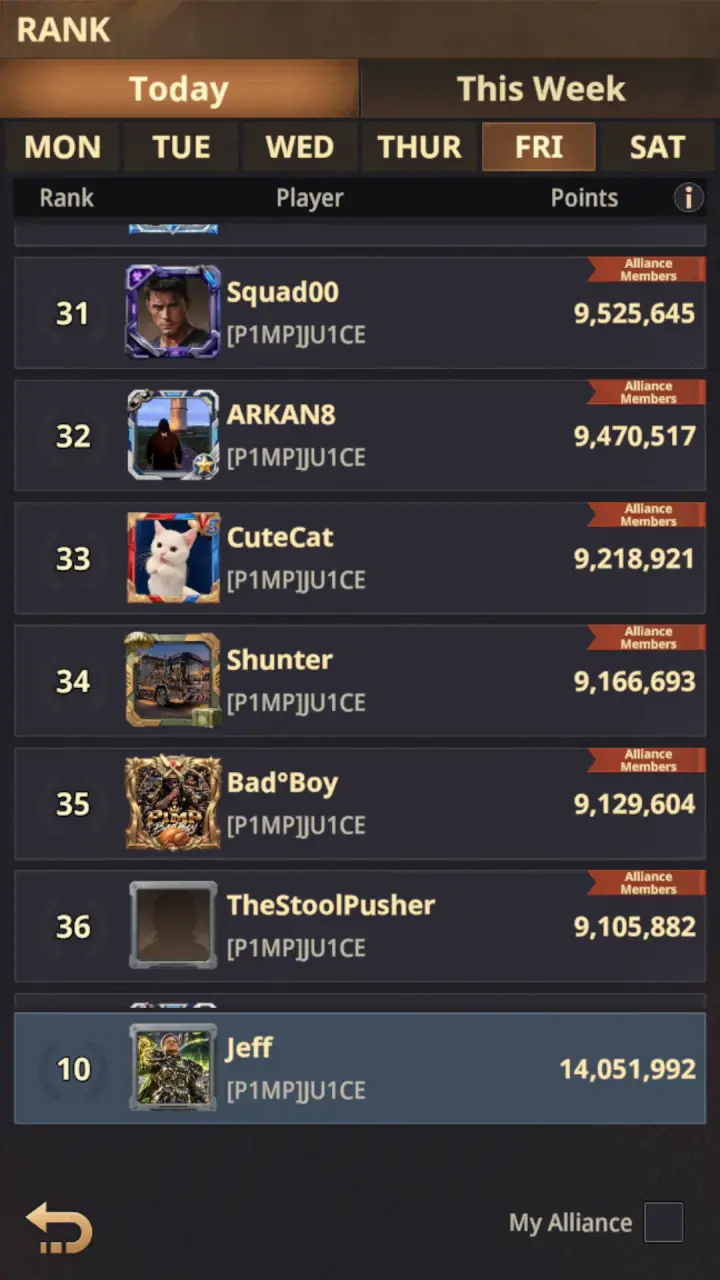 RANK
Today
This Week
MON
TUE
WED
THUR
FRI
SAT
Rank
Player
Points
31
Squad00
[P1MP]JU1CE
Alliance
Members
9,525,645
32
ARKAN8
[P1MP]JU1CE
Alliance
Members
9,470,517
33
CuteCat
[P1MP]JU1CE
Alliance
Members
9,218,921
34
Shunter
[P1MP]JU1CE
Alliance
Members
9,166,693
35
Bad°Boy
[P1MP]JU1CE
Alliance
Members
9,129,604
36
TheStoolPusher
[P1MP]JU1CE
Alliance
Members
9,105,882
10
Jeff
[P1MP]JU1CE
14,051,992
My Alliance